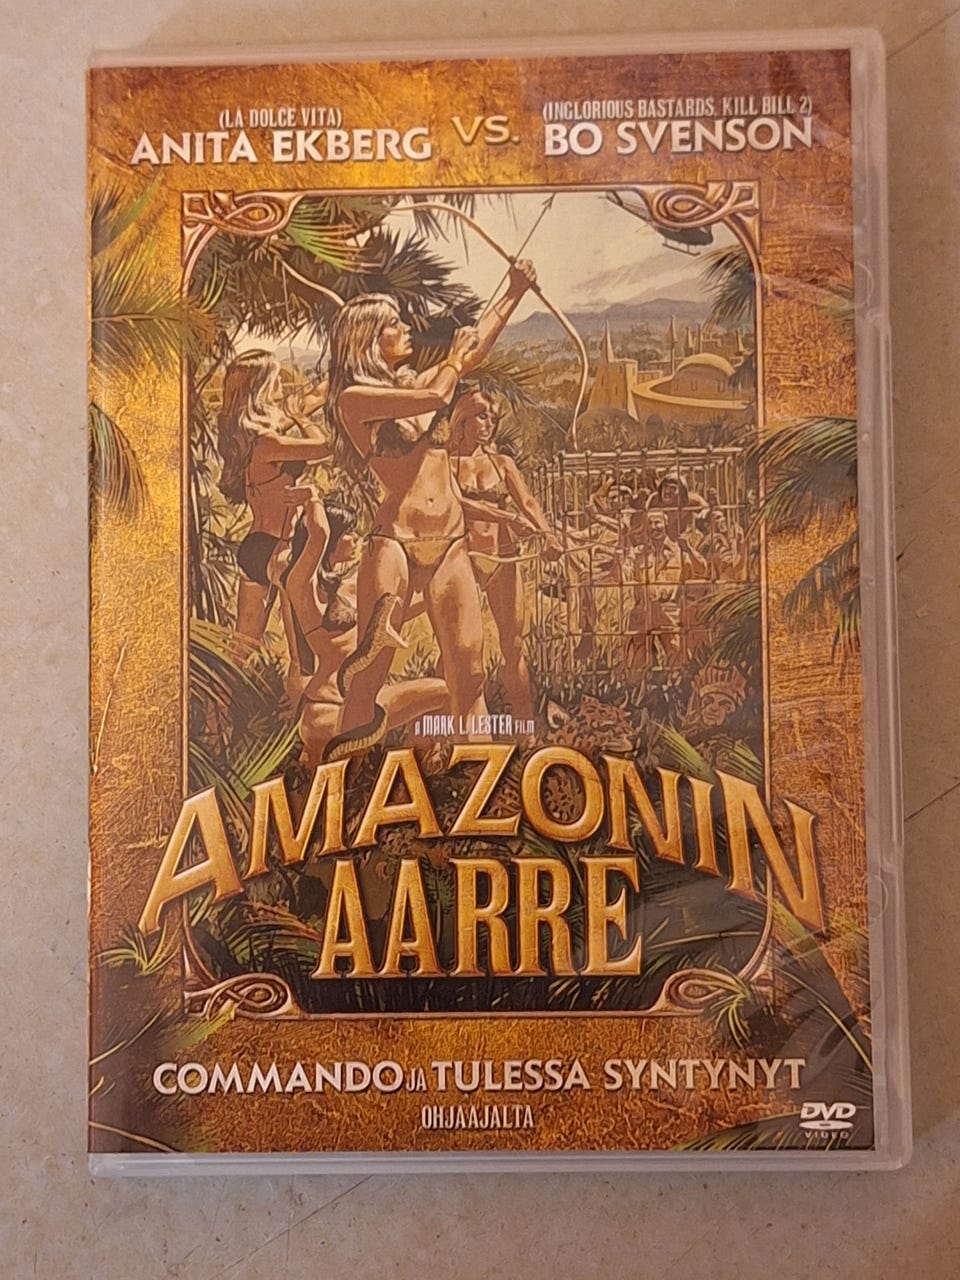 (LA DOLCE VITA)
ANITA EKBERG
VS.
(INGLORIOUS BASTARDS, KILL BILL 2)
BO SVENSON
A MARK L. LESTER FILM
AMAZONIN
AARRE
COMMANDO JA TULESSA SYNTYNYT
OHJAAJALTA
DVD
VIDEO